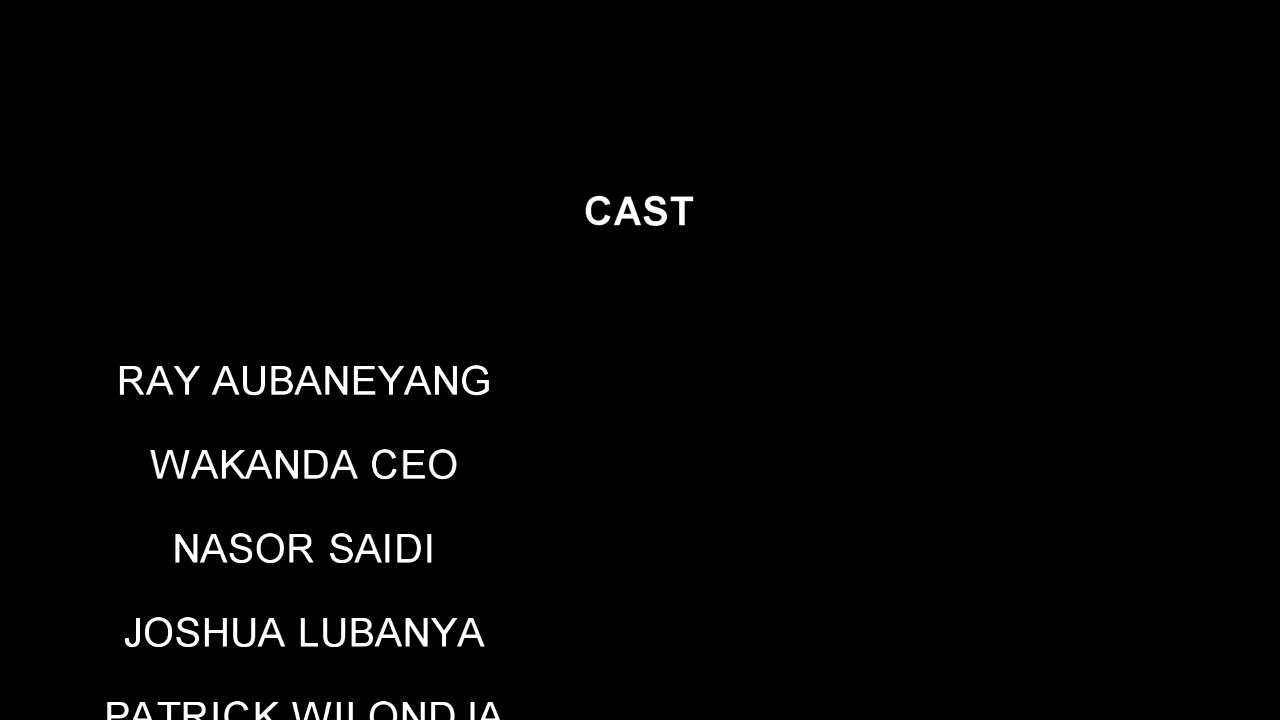 CAST
RAY AUBANEYANG
WAKANDA CEO
NASOR SAIDI
JOSHUA LUBANYA
PATRICK WILONDJA